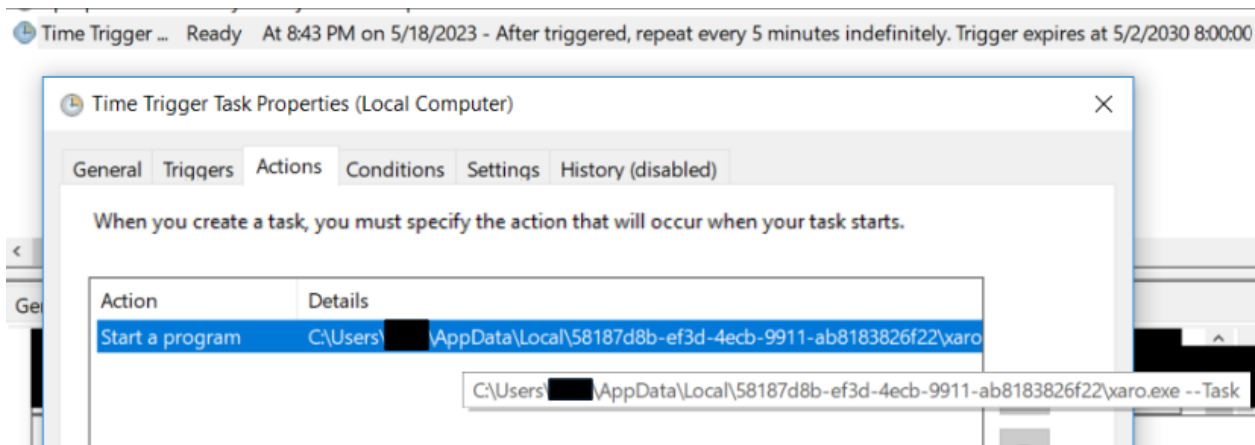 Time Trigger ... Ready At 8:43 PM on 5/18/2023 - After triggered, repeat every 5 minutes indefinitely. Trigger expires at 5/2/2030 8:00:00
Time Trigger Task Properties (Local Computer)
General Triggers Actions Conditions Settings History (disabled)
When you create a task, you must specify the action that will occur when your task starts.
Ge
Action Details
Start a program C:\Users\ \AppData\Local\58187d8b-ef3d-4ecb-9911-ab8183826f22\xaro
C:\Users\ \AppData\Local\58187d8b-ef3d-4ecb-9911-ab8183826f22\xaro.exe --Task